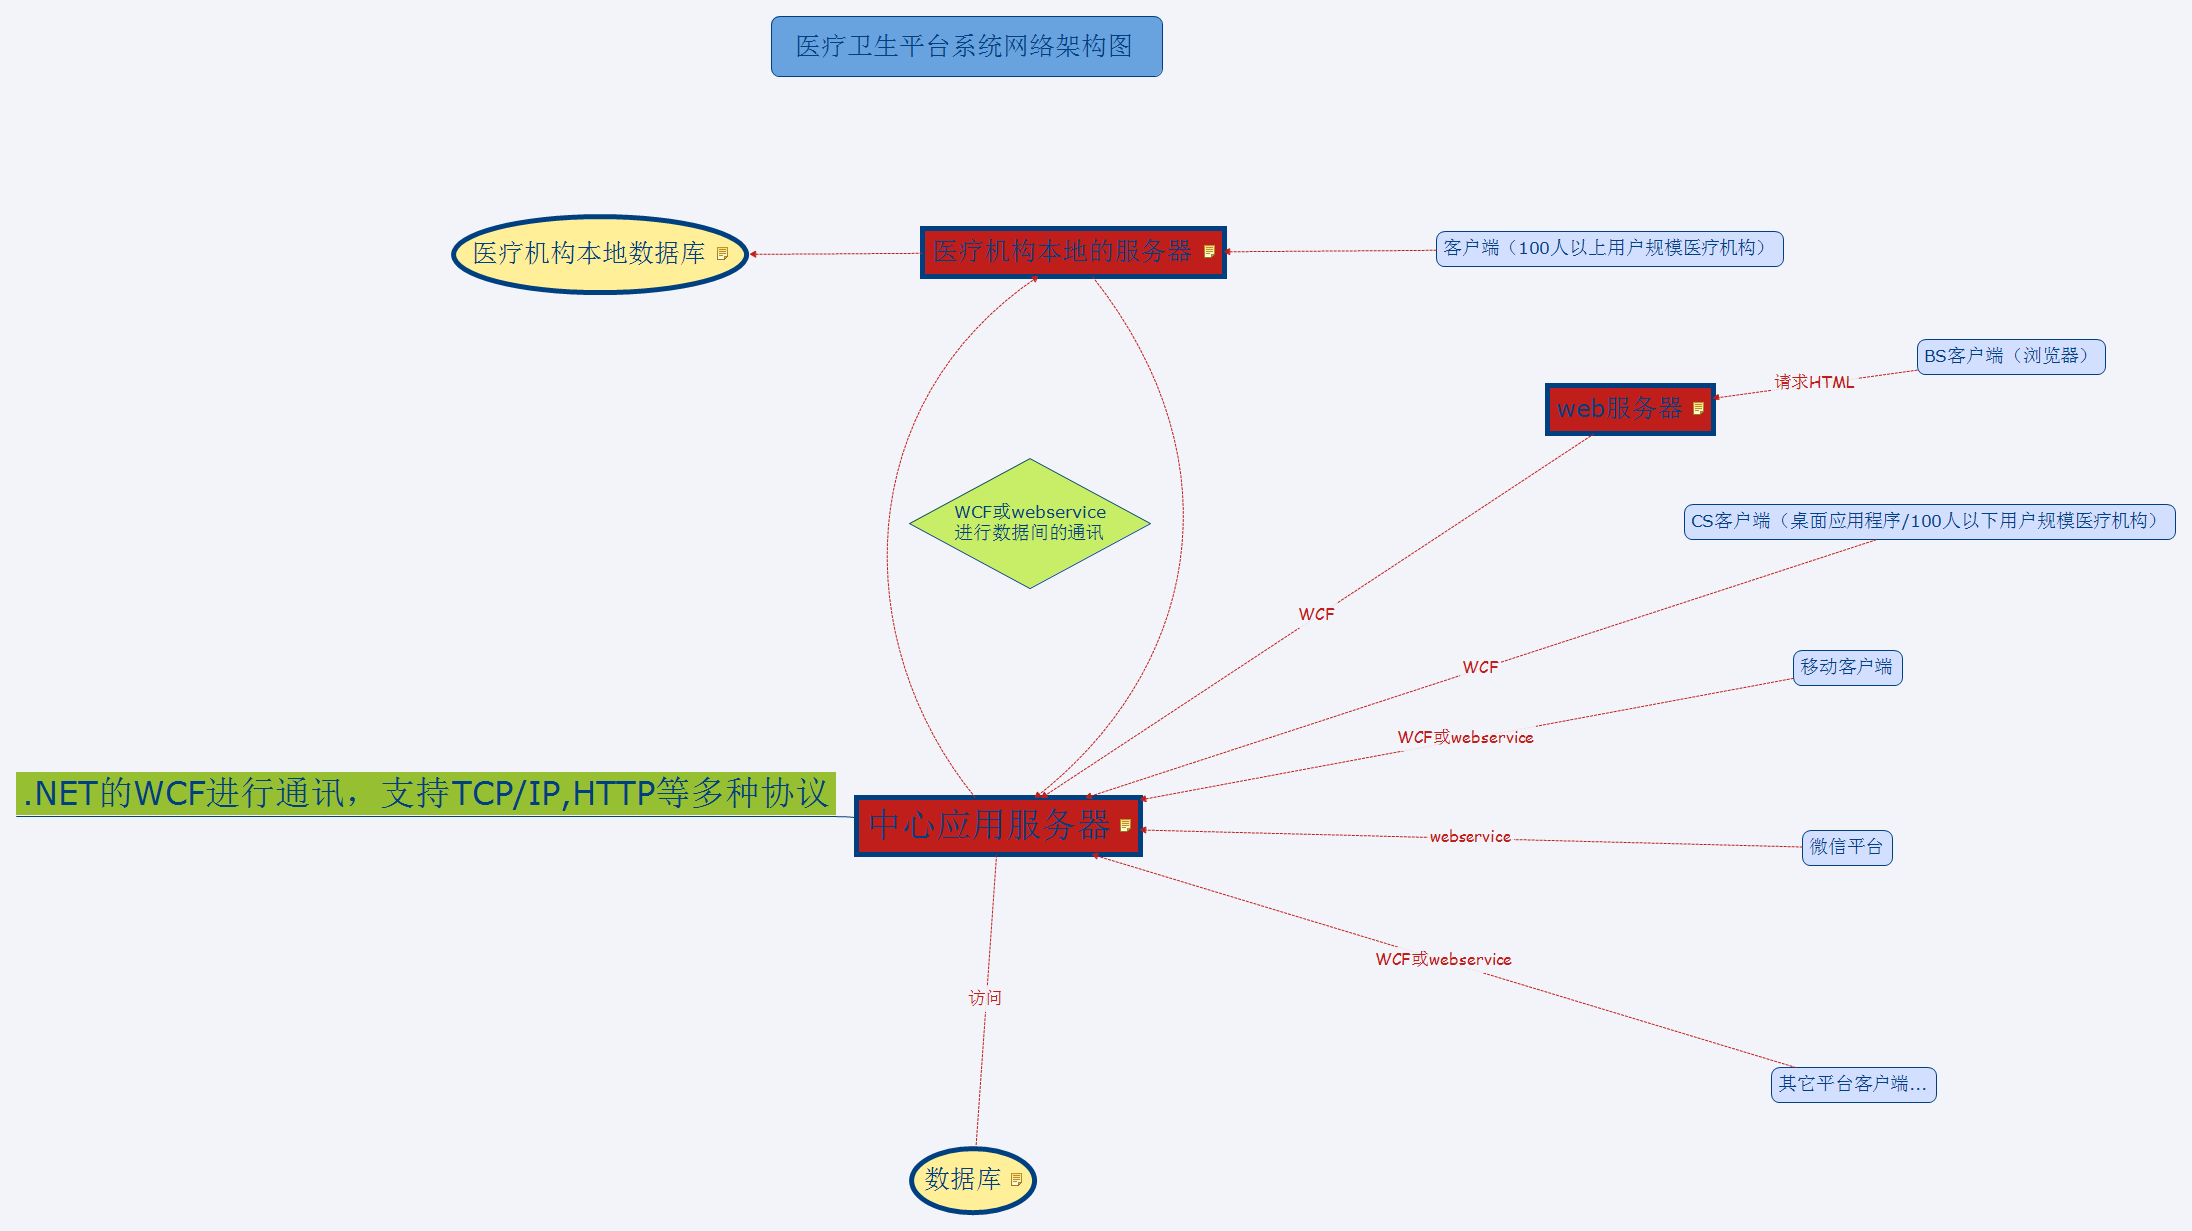 医疗卫生平台系统网络架构图
医疗机构本地数据库
医疗机构本地的服务器
客户端（100人以上用户规模医疗机构）
BS客户端（浏览器）
请求HTML
web服务器
WCF或webservice
进行数据间的通讯
CS客户端（桌面应用程序/100人以下用户规模医疗机构）
WCF
WCF
移动客户端
WCF或webservice
.NET的WCF进行通讯，支持TCP/IP,HTTP等多种协议
中心应用服务器
webservice
微信平台
WCF或webservice
访问
其它平台客户端...
数据库